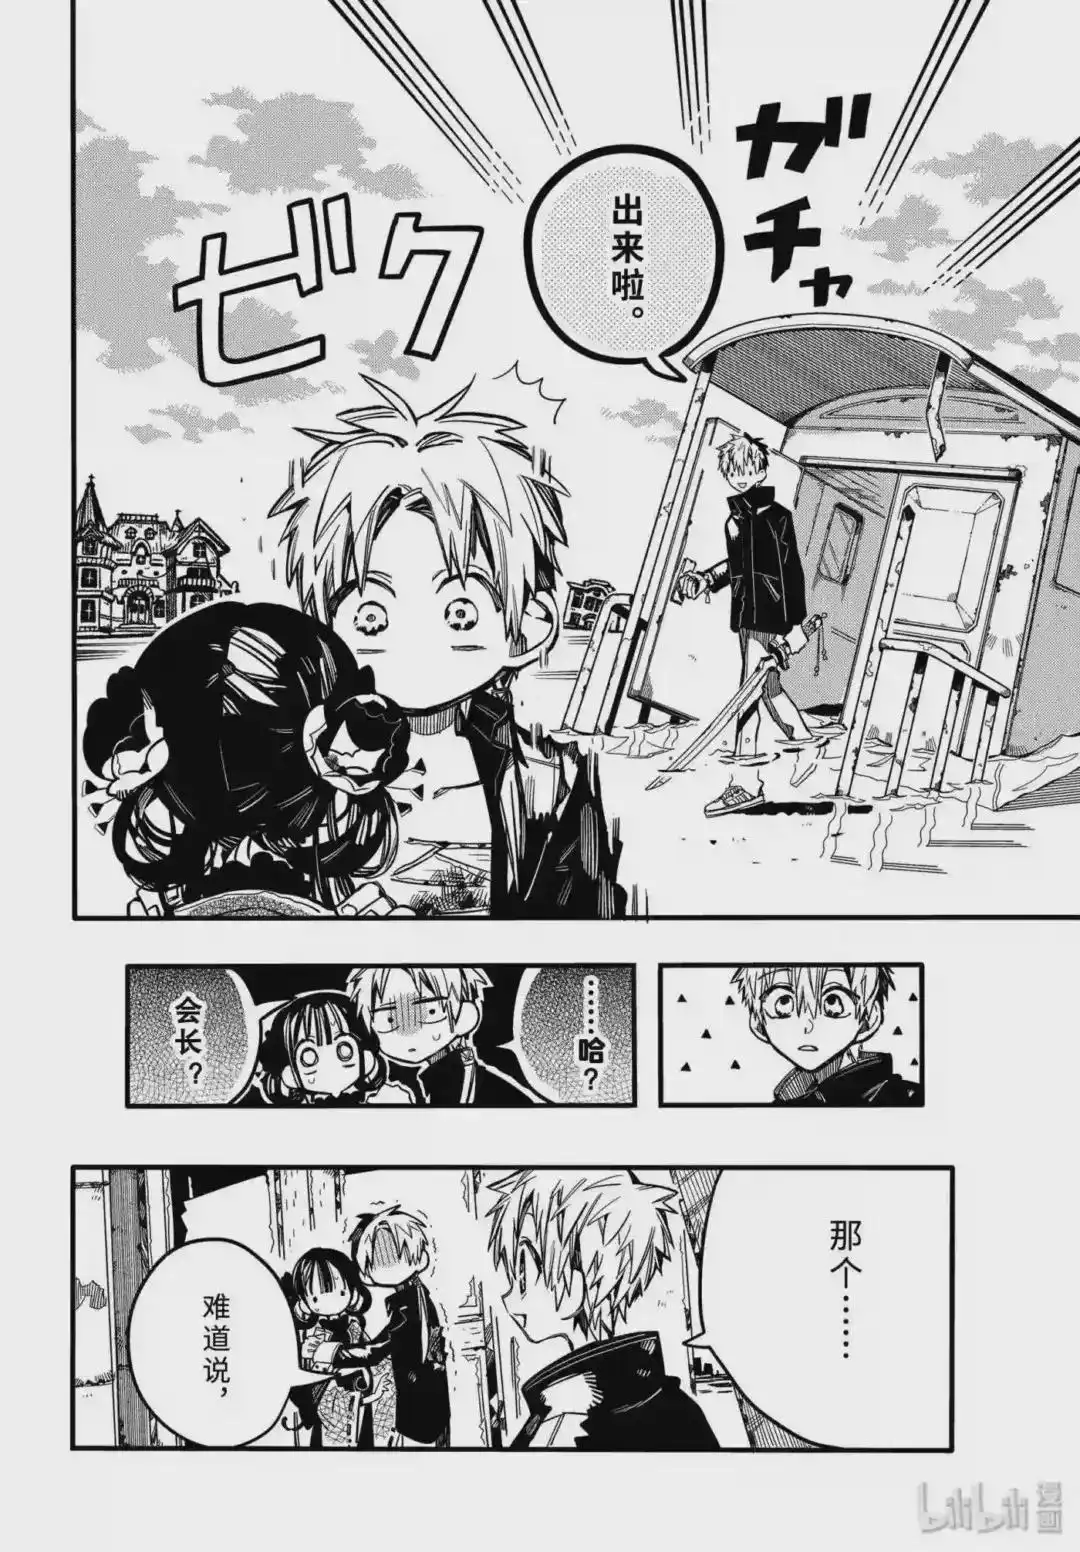 ガチャ
出来啦。
ビク
……哈？
会长？
那个……
难道说，
bilibili漫画